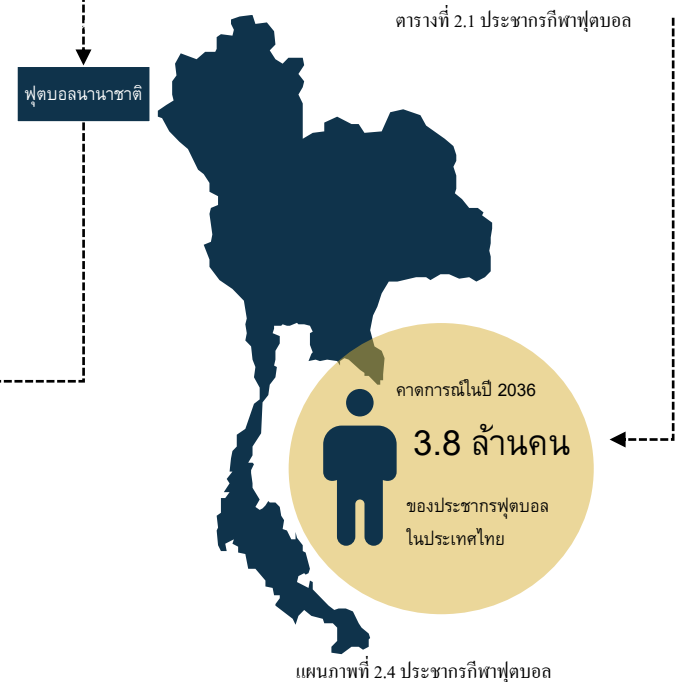 ตารางที่ 2.1 ประชากรกีฬาฟุตบอล
ฟุตบอลนานาชาติ
คาดการณ์ในปี 2036
3.8 ล้านคน
ของประชากรฟุตบอล
ในประเทศไทย
แผนภาพที่ 2.4 ประชากรกีฬาฟุตบอล